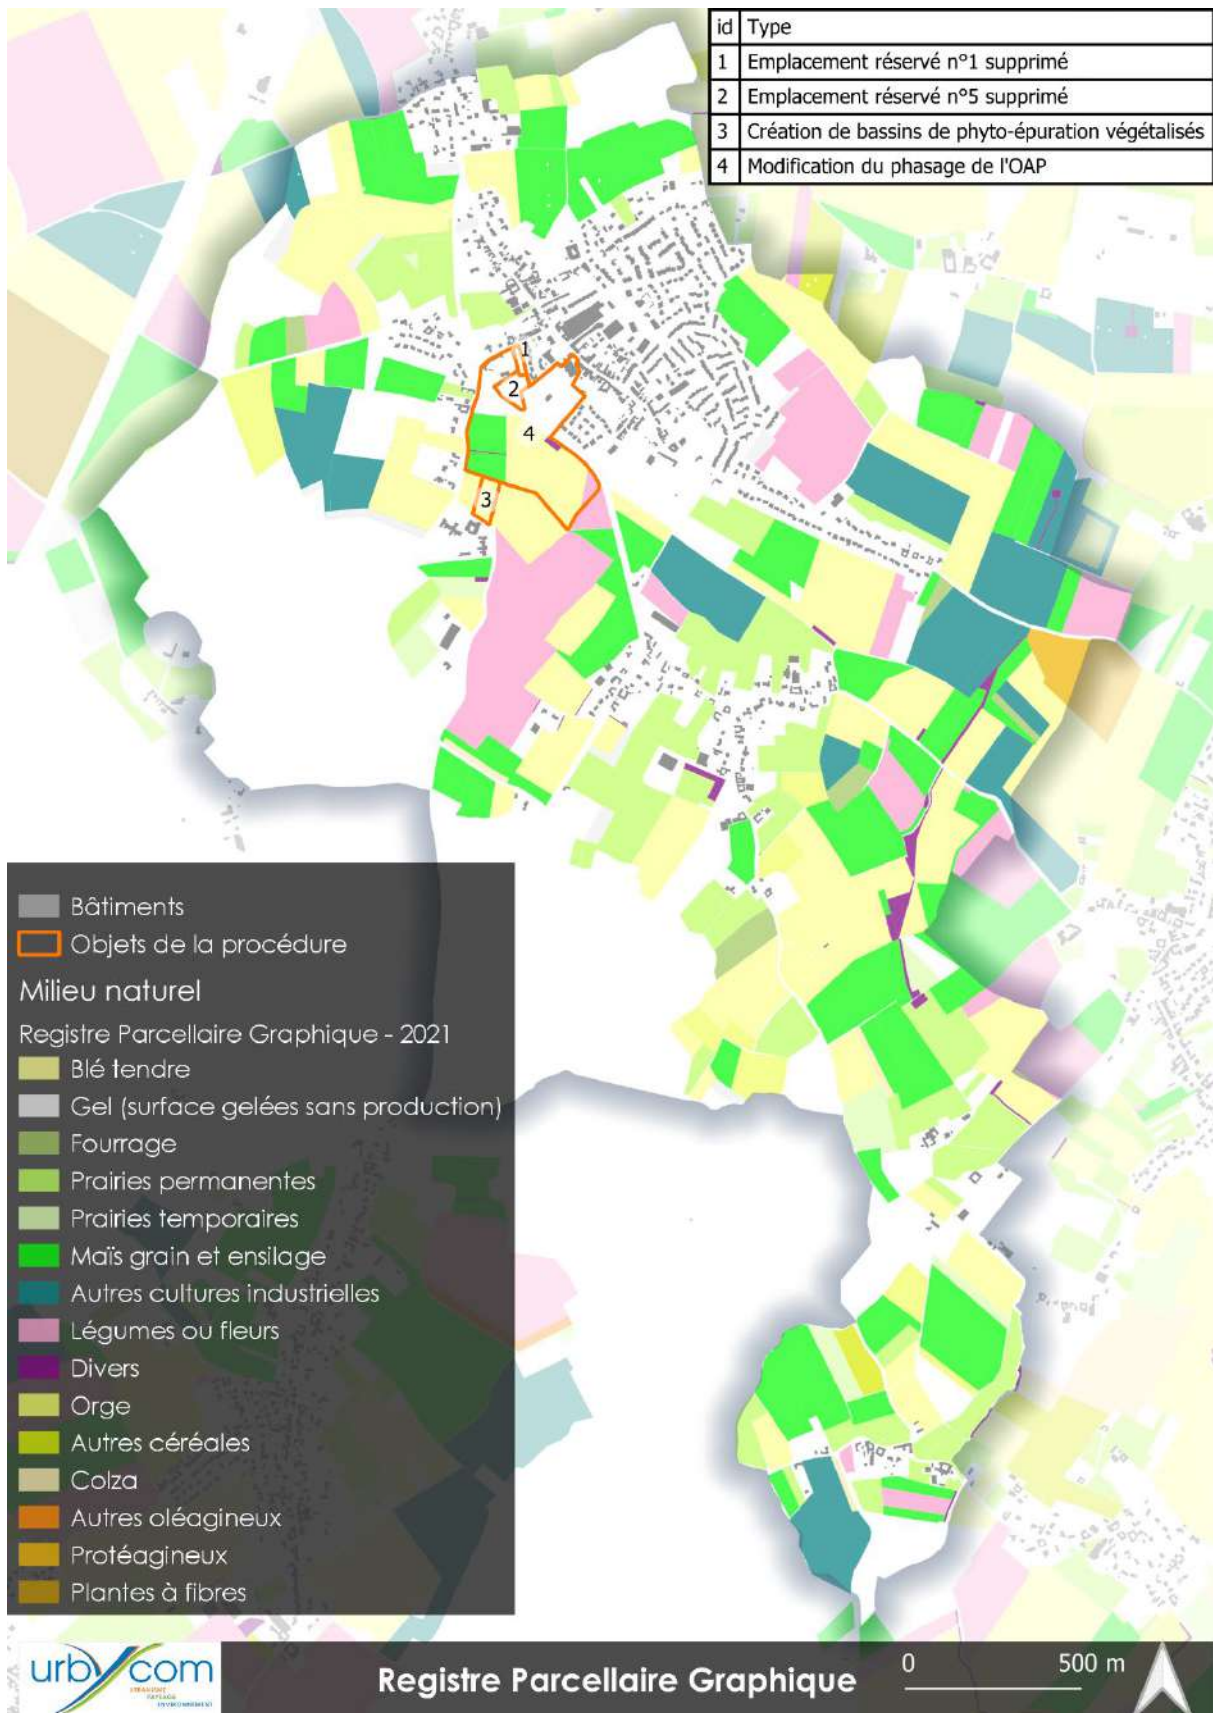 id Type
1 Emplacement réservé n°1 supprimé
2 Emplacement réservé n°5 supprimé
3 Création de bassins de phyto-épuration végétalisés
4 Modification du phasage de l'OAP
1
2
4
3
Bâtiments
Objets de la procédure
Milieu naturel
Registre Parcellaire Graphique - 2021
Blé tendre
Gel (surface gelées sans production)
Fourrage
Prairies permanentes
Prairies temporaires
Maïs grain et ensilage
Autres cultures industrielles
Légumes ou fleurs
Divers
Orge
Autres céréales
Colza
Autres oléagineux
Protéagineux
Plantes à fibres
urbycom
URBANISME
PAYSAGE
ENVIRONNEMENT
Registre Parcellaire Graphique
0 500 m